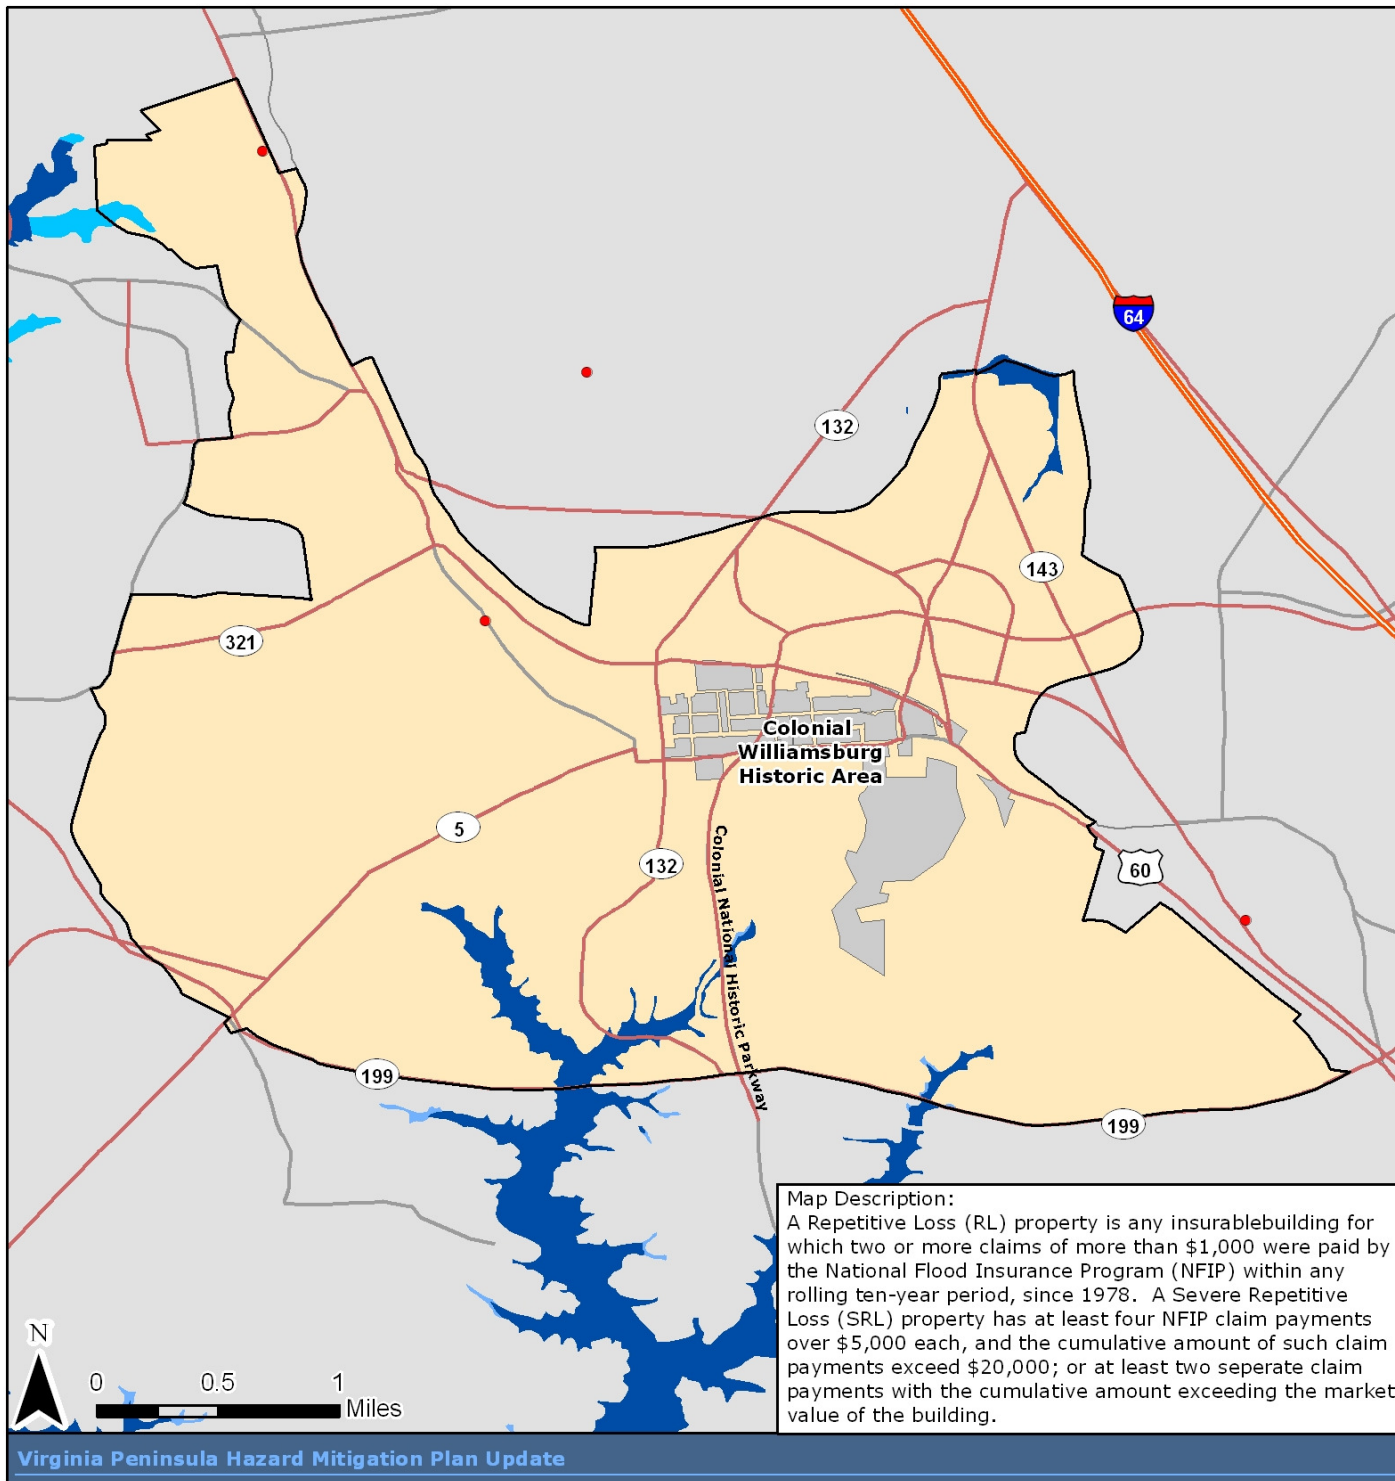 64
132
143
321
Colonial
Williamsburg
Historic Area
5
132
60
Colonial National Historic Parkway
199
199
Map Description:
A Repetitive Loss (RL) property is any insurablebuilding for
which two or more claims of more than $1,000 were paid by
the National Flood Insurance Program (NFIP) within any
rolling ten-year period, since 1978.  A Severe Repetitive
Loss (SRL) property has at least four NFIP claim payments
over $5,000 each, and the cumulative amount of such claim
payments exceed $20,000; or at least two seperate claim
payments with the cumulative amount exceeding the market
value of the building.
N
0 0.5 1
Miles
Virginia Peninsula Hazard Mitigation Plan Update